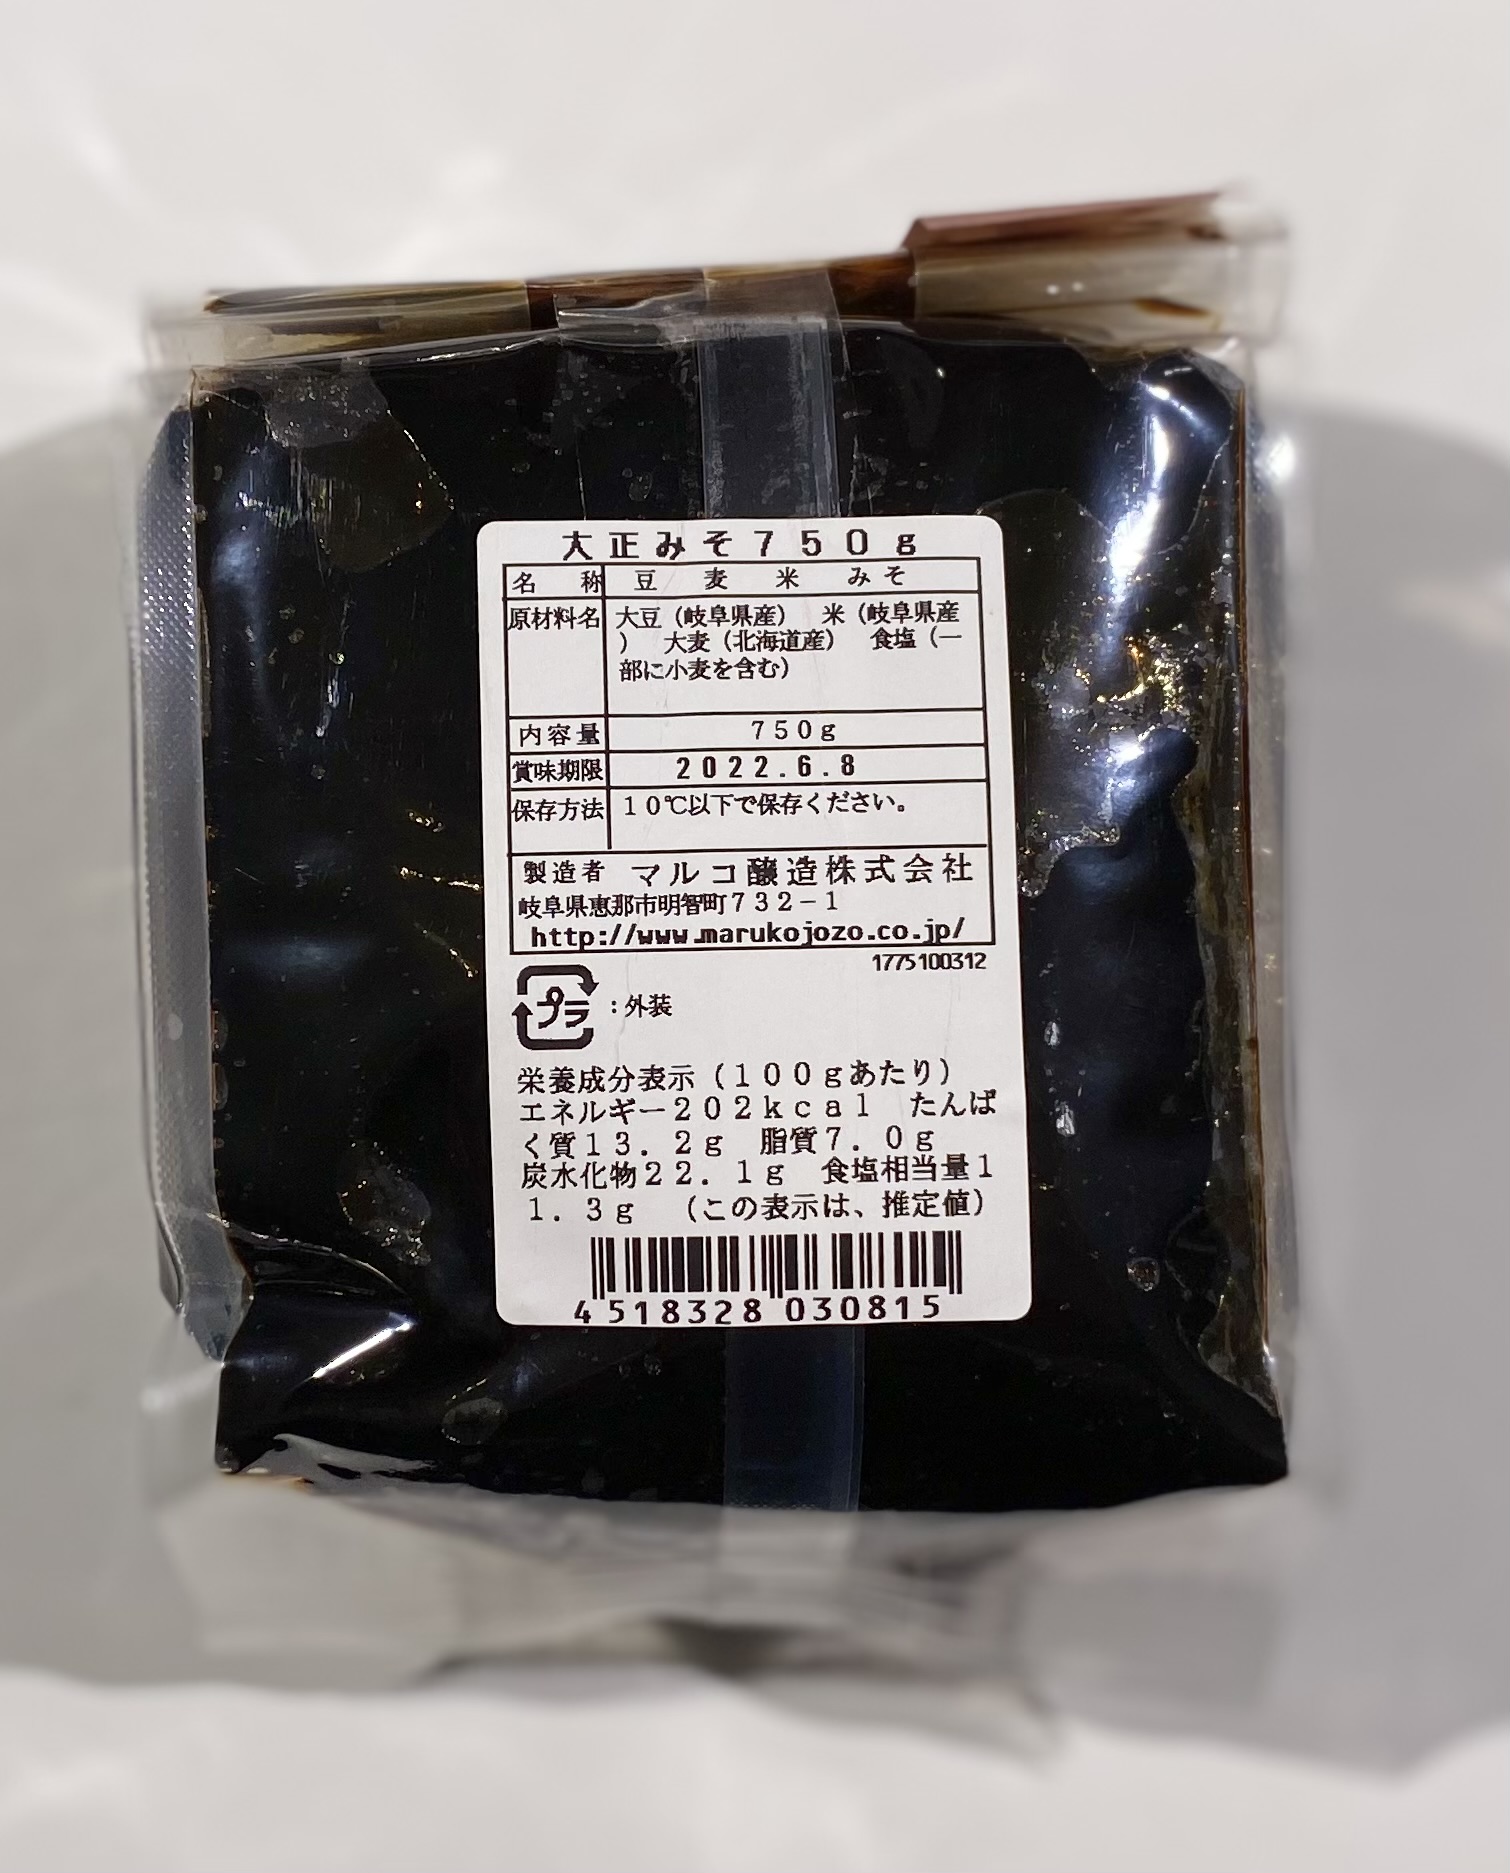 大正みそ750g
名称 豆麦米みそ
原材料名 大豆(岐阜県産) 米(岐阜県産
) 大麦(北海道産) 食塩(一
部に小麦を含む)
内容量 750g
賞味期限 2022.6.8
保存方法 10℃以下で保存ください。
製造者 マルコ醸造株式会社
岐阜県恵那市明智町732-1
http://www.marukojozo.co.jp/
1775100312
プラ :外装
栄養成分表示(100gあたり)
エネルギー202kcal たんぱ
く質13.2g 脂質7.0g
炭水化物22.1g 食塩相当量1
1.3g (この表示は、推定値)
4 518328 030815